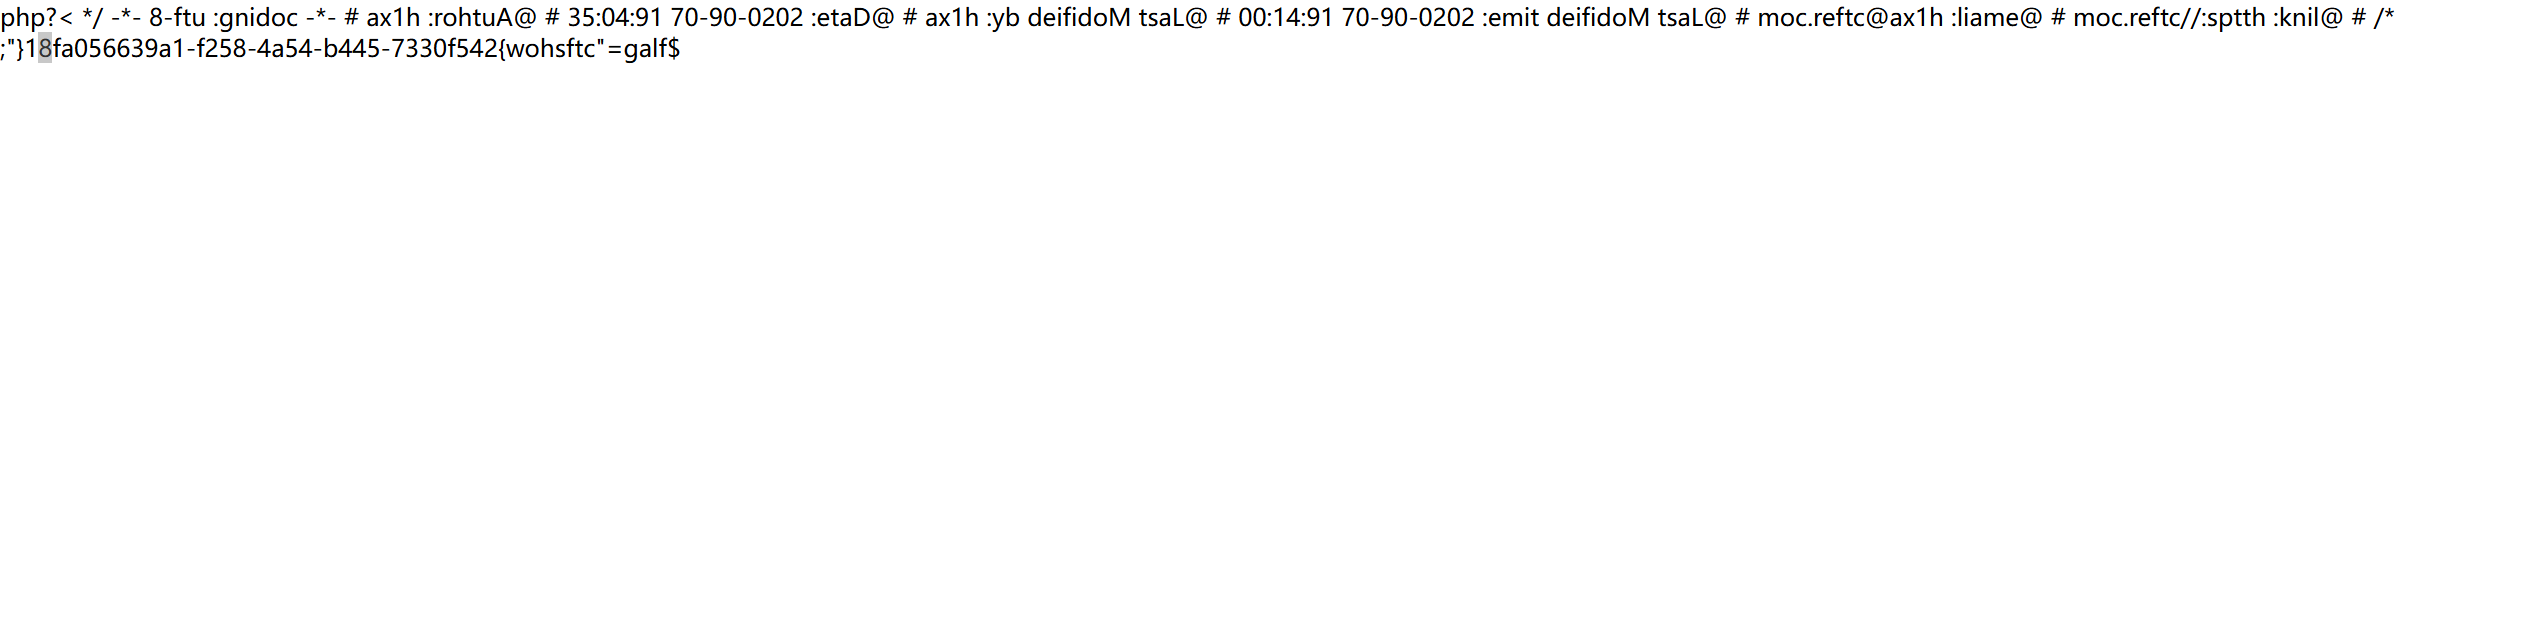 php?< */ -*- 8-ftu :gnidoc -*- # ax1h :rohtuA@ # 35:04:91 70-90-0202 :etaD@ # ax1h :yb deifidoM tsaL@ # 00:14:91 70-90-0202 :emit deifidoM tsaL@ # moc.reftc@ax1h :liame@ # moc.reftc//:sptth :knil@ # /*
;"}18fa056639a1-f258-4a54-b445-7330f542{wohsftc"=galf$